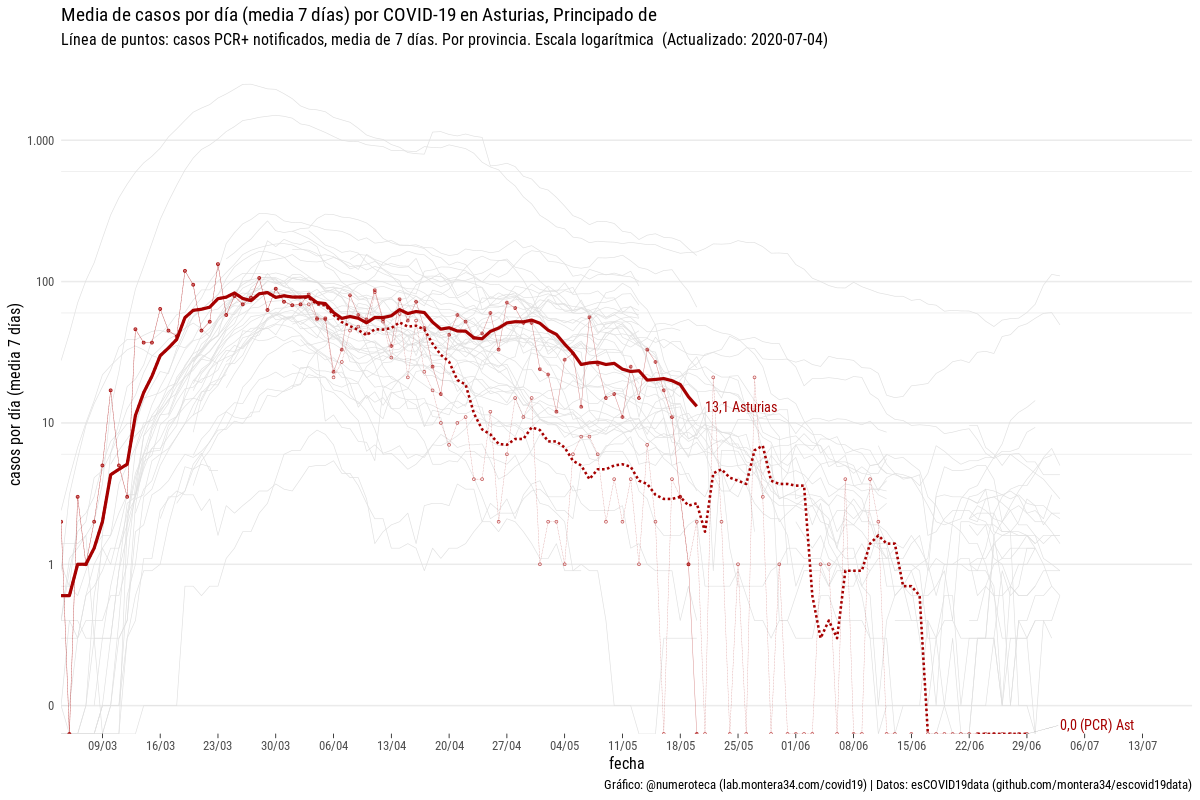 Media de casos por día (media 7 días) por COVID-19 en Asturias, Principado de
Línea de puntos: casos PCR+ notificados, media de 7 días. Por provincia. Escala logarítmica  (Actualizado: 2020-07-04)
casos por día (media 7 días)
1.000
100
10
1
0
13,1 Asturias
0,0 (PCR) Ast
09/03 16/03 23/03 30/03 06/04 13/04 20/04 27/04 04/05 11/05 18/05 25/05 01/06 08/06 15/06 22/06 29/06 06/07 13/07
fecha
Gráfico: @numeroteca (lab.montera34.com/covid19) | Datos: esCOVID19data (github.com/montera34/escovid19data)